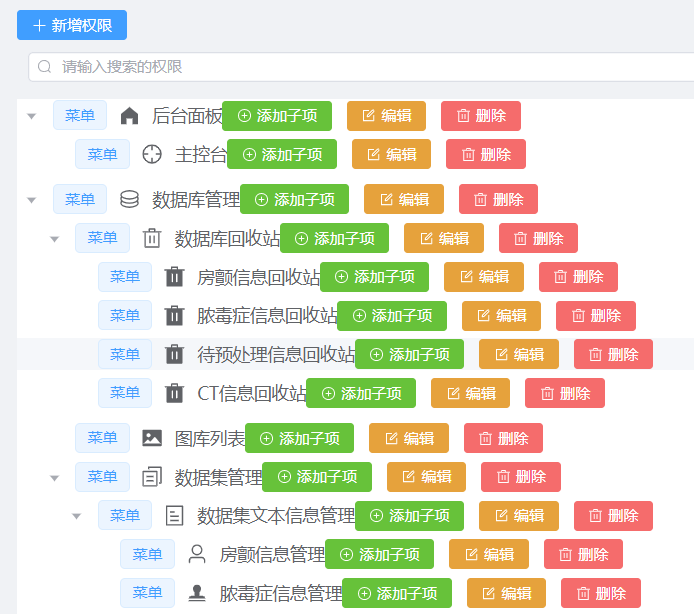 新增权限
请输入搜索的权限
菜单 后台面板 添加子项 编辑 删除
菜单 主控台 添加子项 编辑 删除
菜单 数据库管理 添加子项 编辑 删除
菜单 数据库回收站 添加子项 编辑 删除
菜单 房颤信息回收站 添加子项 编辑 删除
菜单 脓毒症信息回收站 添加子项 编辑 删除
菜单 待预处理信息回收站 添加子项 编辑 删除
菜单 CT信息回收站 添加子项 编辑 删除
菜单 图库列表 添加子项 编辑 删除
菜单 数据集管理 添加子项 编辑 删除
菜单 数据集文本信息管理 添加子项 编辑 删除
菜单 房颤信息管理 添加子项 编辑 删除
菜单 脓毒症信息管理 添加子项 编辑 删除